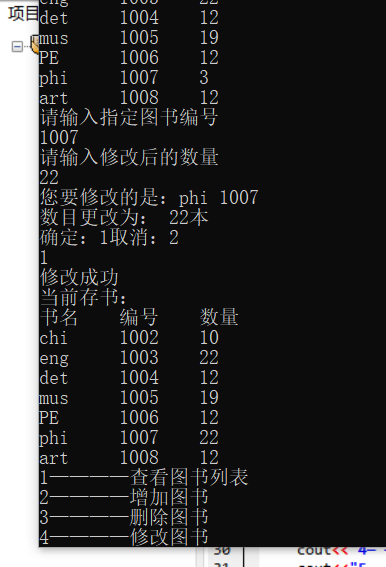 项目
eng 1003 22
det 1004 12
mus 1005 19
PE 1006 12
phi 1007 3
art 1008 12
请输入指定图书编号
1007
请输入修改后的数量
22
您要修改的是：phi 1007
数目更改为： 22本
确定：1取消：2
1
修改成功
当前存书：
书名 编号 数量
chi 1002 10
eng 1003 22
det 1004 12
mus 1005 19
PE 1006 12
phi 1007 22
art 1008 12
1————查看图书列表
2————增加图书
3————删除图书
4————修改图书
30 cout<<"4—
31 cout<<"5